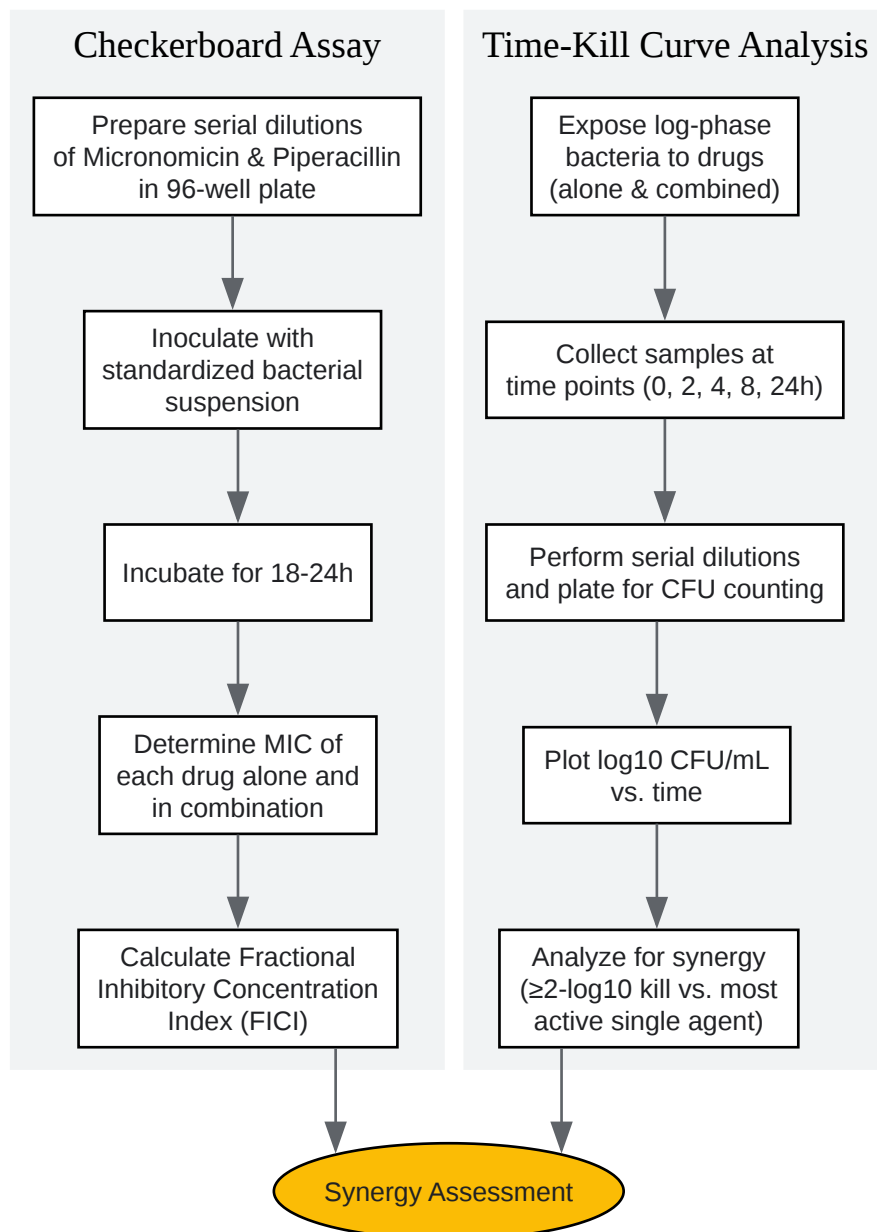 Checkerboard Assay
Prepare serial dilutions
of Micronomicin & Piperacillin
in 96-well plate
Inoculate with
standardized bacterial
suspension
Incubate for 18-24h
Determine MIC of
each drug alone and
in combination
Calculate Fractional
Inhibitory Concentration
Index (FICI)
Time-Kill Curve Analysis
Expose log-phase
bacteria to drugs
(alone & combined)
Collect samples at
time points (0, 2, 4, 8, 24h)
Perform serial dilutions
and plate for CFU counting
Plot log10 CFU/mL
vs. time
Analyze for synergy
(≥2-log10 kill vs. most
active single agent)
Synergy Assessment